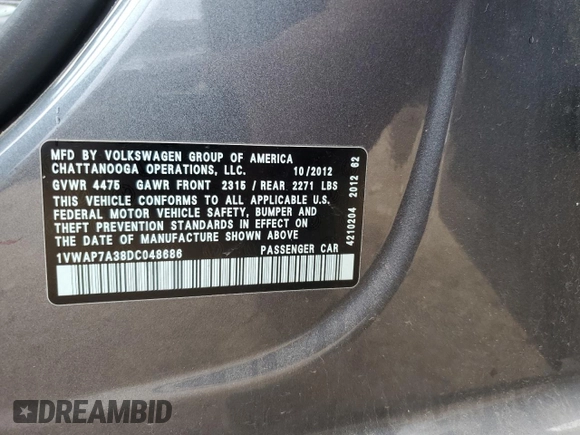 MFD BY VOLKSWAGEN GROUP OF AMERICA
CHATTANOOGA OPERATIONS, LLC. 10/2012
GVWR 4475 GAWR FRONT 2315 / REAR 2271 LBS
THIS VEHICLE CONFORMS TO ALL APPLICABLE U.S.
FEDERAL MOTOR VEHICLE SAFETY, BUMPER AND
THEFT PREVENTION STANDARDS IN EFFECT ON
THE DATE OF MANUFACTURE SHOWN ABOVE
1VWAP7A38DC048686 PASSENGER CAR
4210204 2012 62
DREAMBID